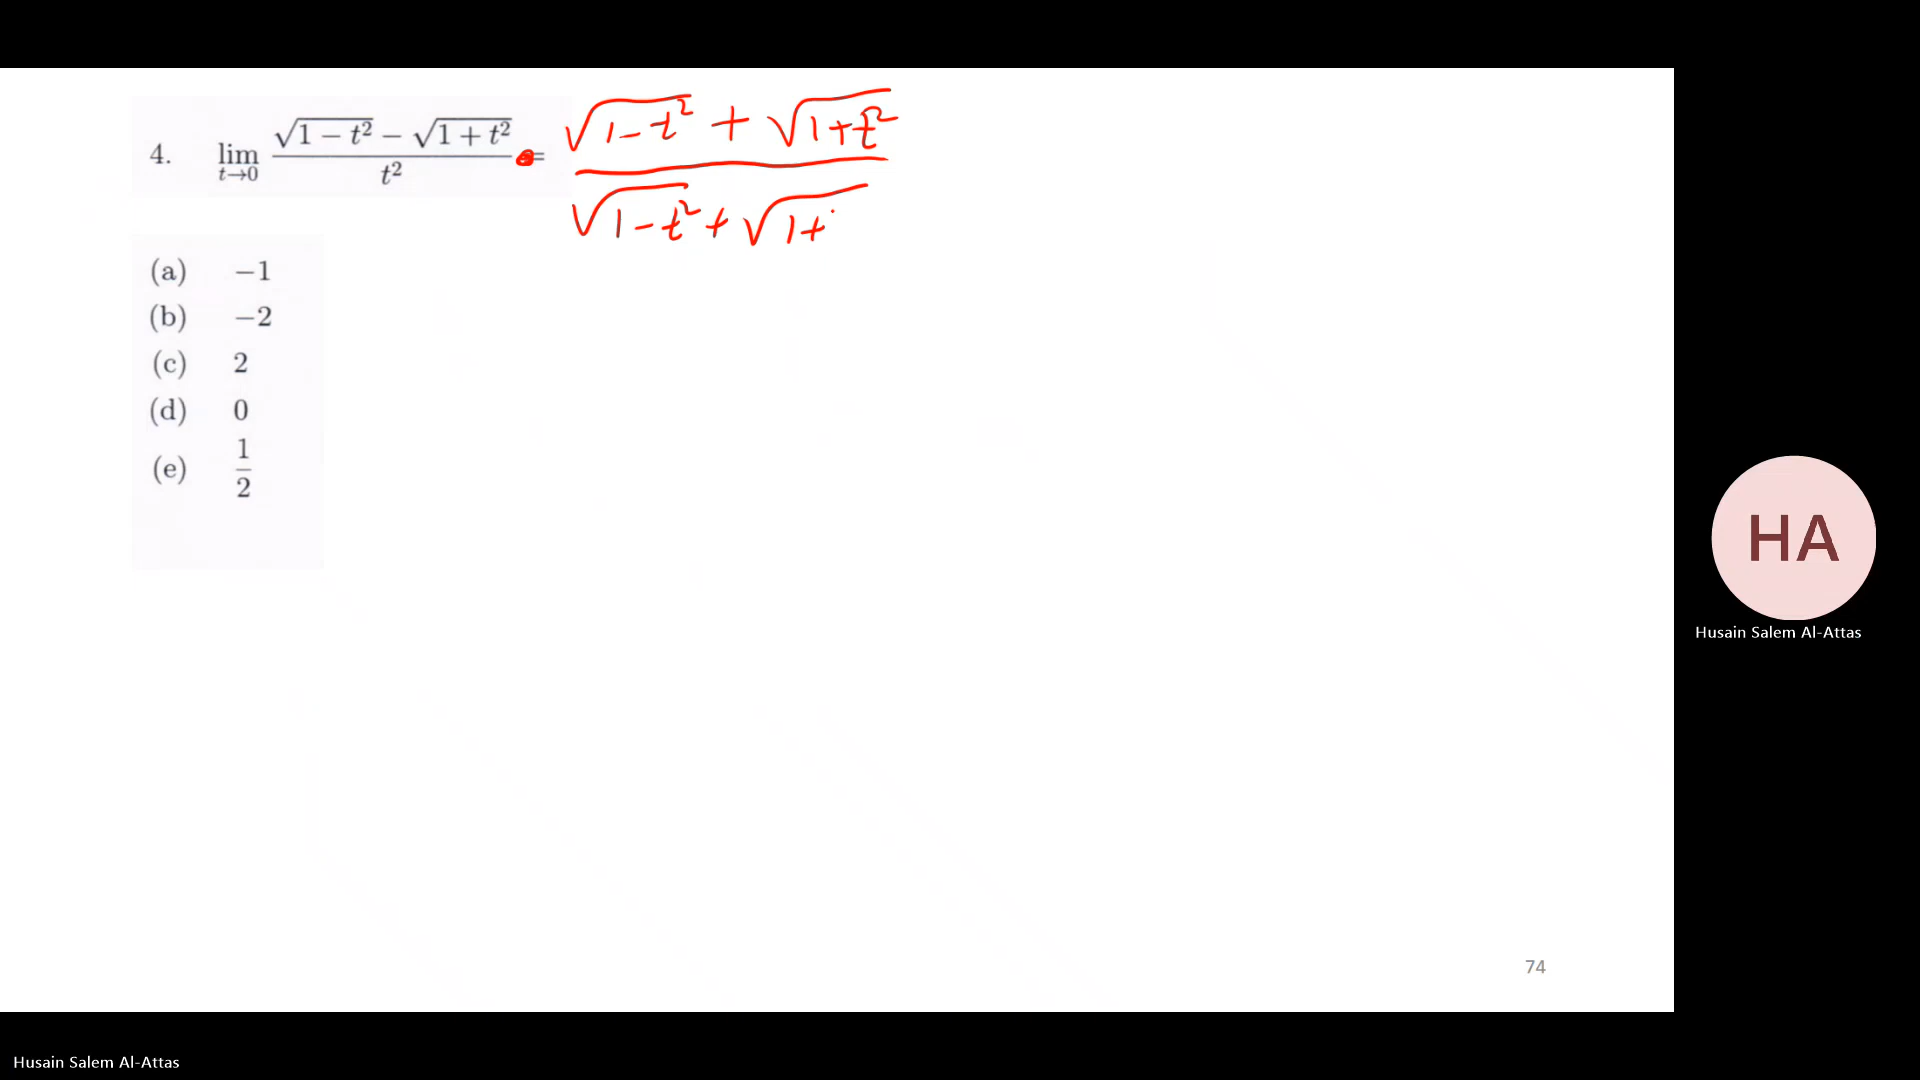 4. lim t→0 (√(1 − t²) − √(1 + t²)) / t² = (√(1−t²) + √(1+t²)) / (√(1−t²) + √(1+
(a) −1
(b) −2
(c) 2
(d) 0
(e) 1/2
74
HA
Husain Salem Al-Attas
Husain Salem Al-Attas